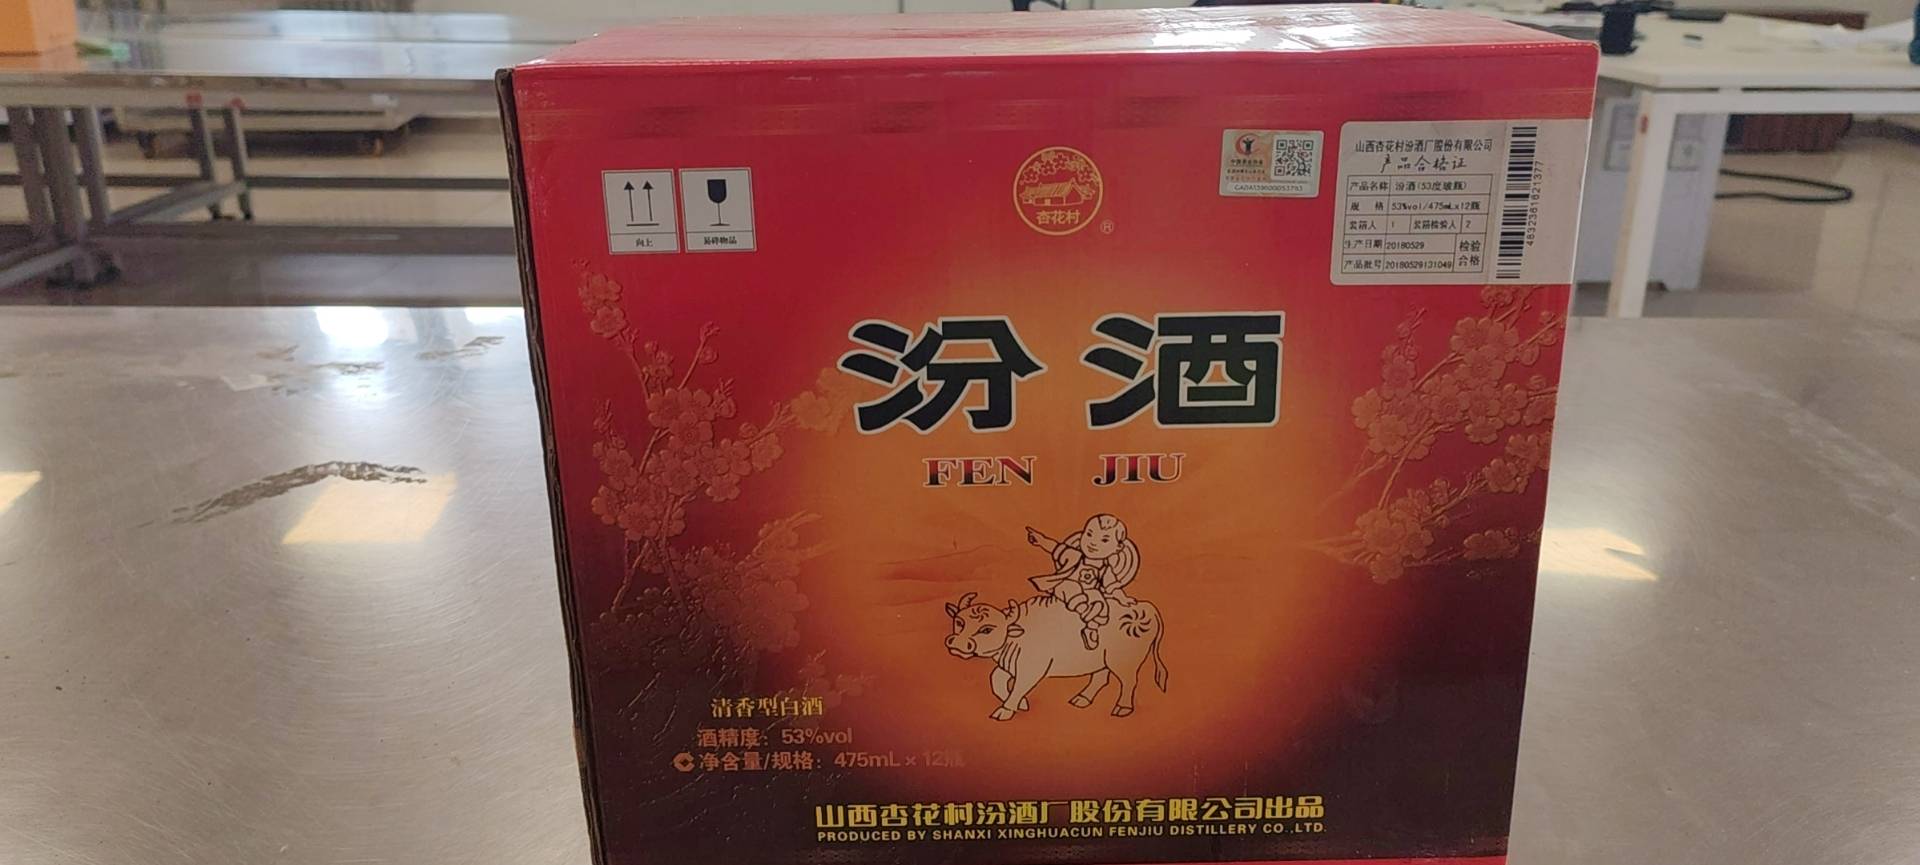 向上
易碎物品
杏花村
®
山西杏花村汾酒厂股份有限公司
产品合格证
产品名称 汾酒(53度玻瓶)
规 格 53%vol/475mLx12瓶
装箱人 1 装箱检验人 2
生产日期 20180529 检验
产品批号 20180529131049 合格
汾酒
FEN JIU
清香型白酒
酒精度：53%vol
净含量/规格：475mL×12瓶
山西杏花村汾酒厂股份有限公司出品
PRODUCED BY SHANXI XINGHUACUN FENJIU DISTILLERY CO.,LTD.